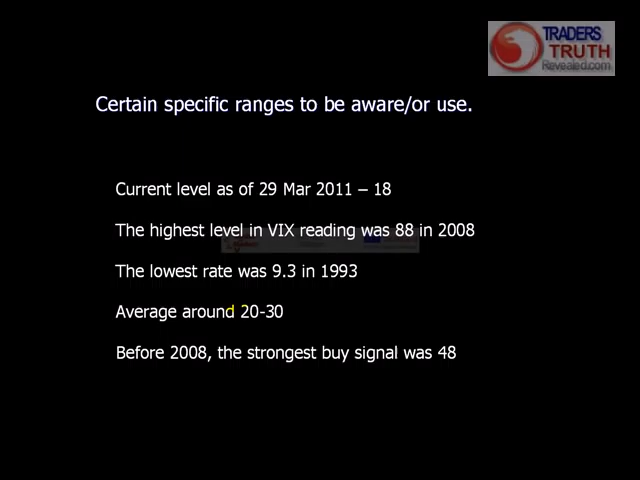 TRADERS
TRUTH
Revealed.com
Certain specific ranges to be aware/or use.
Current level as of 29 Mar 2011 – 18
The highest level in VIX reading was 88 in 2008
The lowest rate was 9.3 in 1993
Average around 20-30
Before 2008, the strongest buy signal was 48